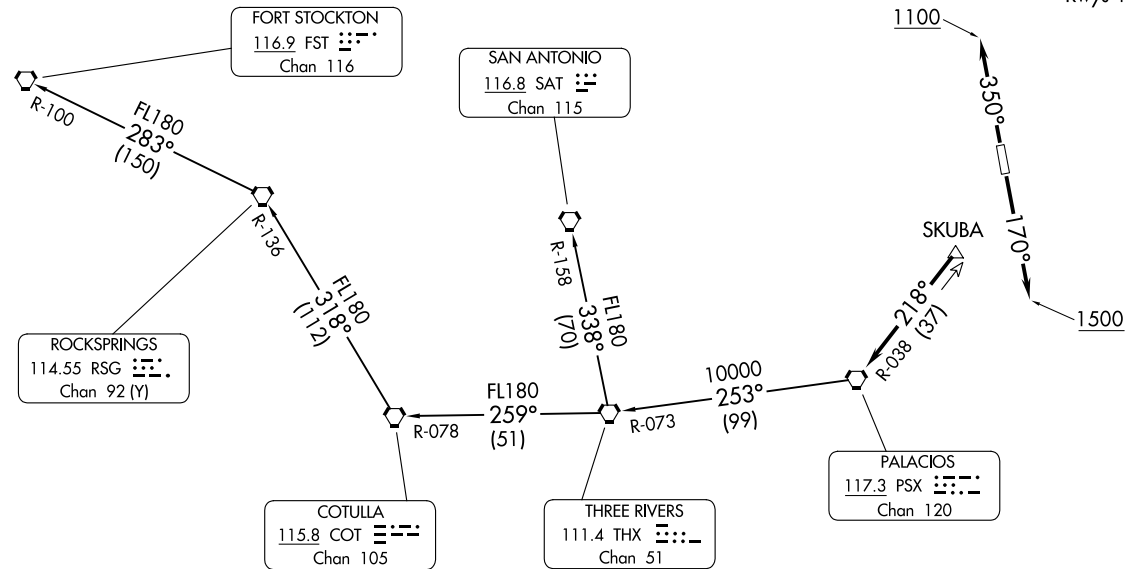 Rwys
1100
FORT STOCKTON
116.9 FST
Chan 116
SAN ANTONIO
116.8 SAT
Chan 115
R-100
FL180
283°
(150)
350°
R-136
R-158
170°
SKUBA
FL180
318°
(112)
FL180
338°
(70)
218°
(37)
R-038
1500
ROCKSPRINGS
114.55 RSG
Chan 92 (Y)
10000
253°
(99)
FL180
259°
(51)
R-078
R-073
PALACIOS
117.3 PSX
Chan 120
COTULLA
115.8 COT
Chan 105
THREE RIVERS
111.4 THX
Chan 51